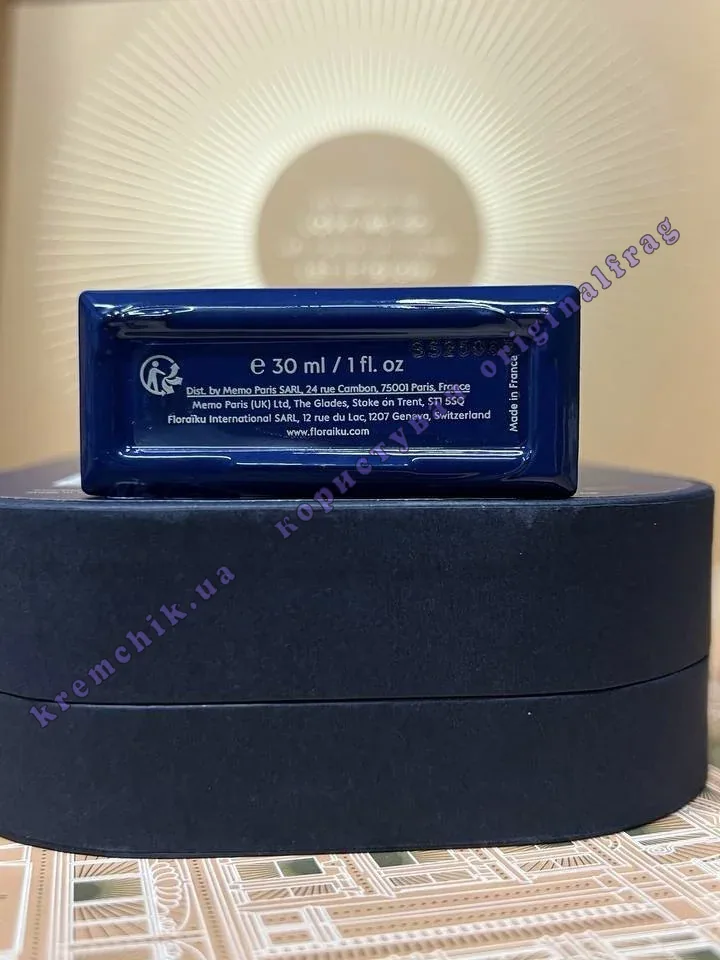 ℮ 30 ml / 1 fl. oz
Dist. by Memo Paris SARL, 24 rue Cambon, 75001 Paris, France
Memo Paris (UK) Ltd, The Glades, Stoke on Trent, ST1 5SQ
Floraïku International SARL, 12 rue du Lac, 1207 Geneva, Switzerland
www.floraiku.com
Made in France
kremchik.ua користувач originalfrag